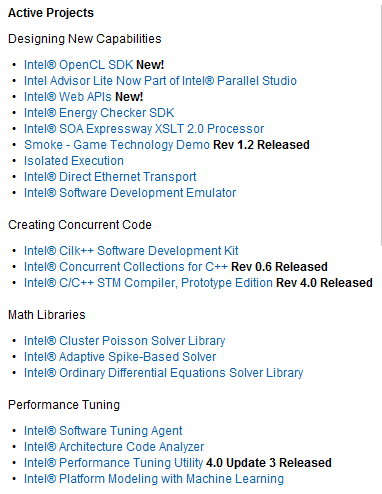 Active Projects
Designing New Capabilities
• Intel® OpenCL SDK New!
• Intel Advisor Lite Now Part of Intel® Parallel Studio
• Intel® Web APIs New!
• Intel® Energy Checker SDK
• Intel® SOA Expressway XSLT 2.0 Processor
• Smoke - Game Technology Demo Rev 1.2 Released
• Isolated Execution
• Intel® Direct Ethernet Transport
• Intel® Software Development Emulator
Creating Concurrent Code
• Intel® Cilk++ Software Development Kit
• Intel® Concurrent Collections for C++ Rev 0.6 Released
• Intel® C/C++ STM Compiler, Prototype Edition Rev 4.0 Released
Math Libraries
• Intel® Cluster Poisson Solver Library
• Intel® Adaptive Spike-Based Solver
• Intel® Ordinary Differential Equations Solver Library
Performance Tuning
• Intel® Software Tuning Agent
• Intel® Architecture Code Analyzer
• Intel® Performance Tuning Utility 4.0 Update 3 Released
• Intel® Platform Modeling with Machine Learning